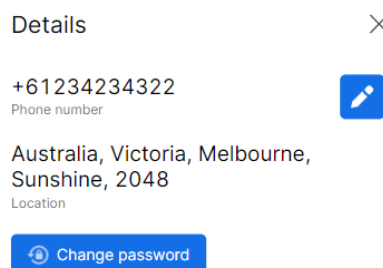 Details
+61234234322
Phone number
Australia, Victoria, Melbourne,
Sunshine, 2048
Location
Change password